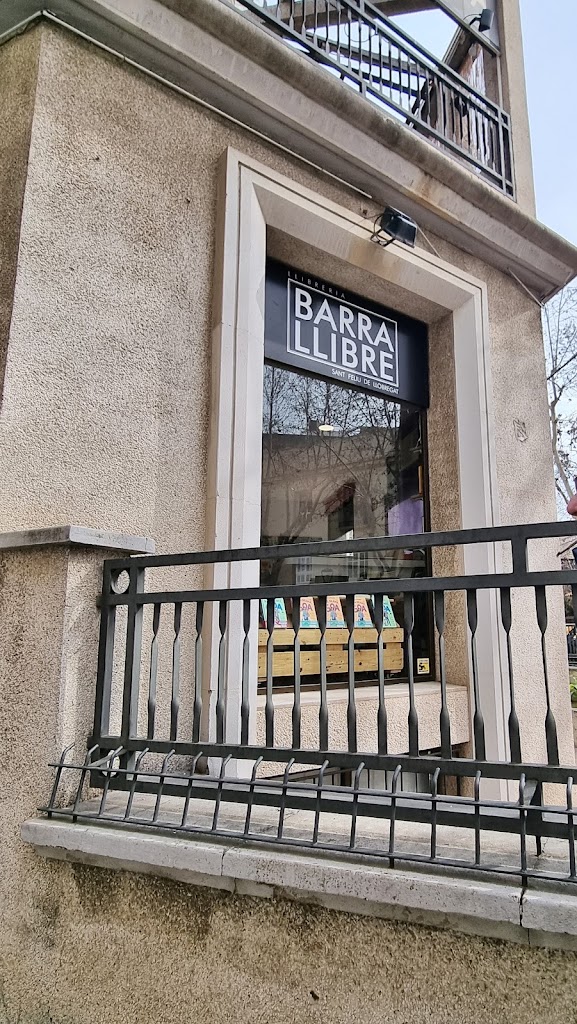 LLIBRERIA
BARRA
LLIBRE
SANT FELIU DE LLOBREGAT